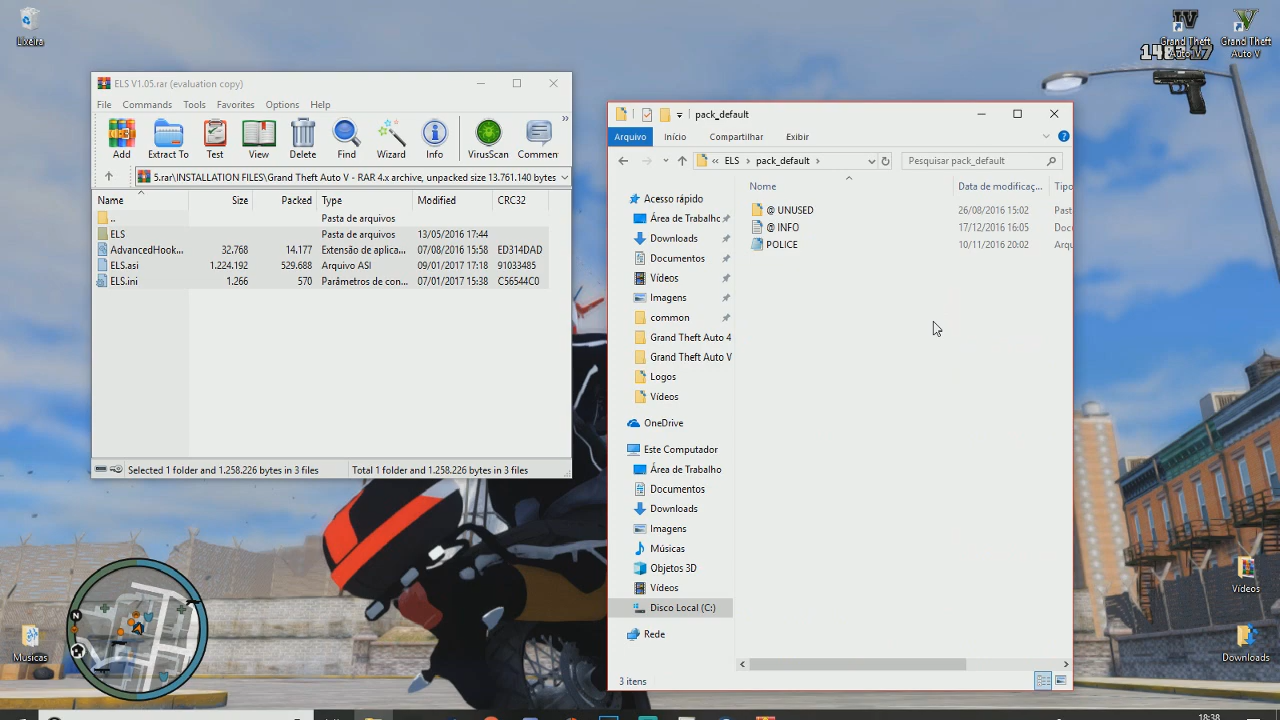 Lixeira
Grand Theft Auto IV
Grand Theft Auto V
ELS V1.05.rar (evaluation copy)
File Commands Tools Favorites Options Help
Add Extract To Test View Delete Find Wizard Info VirusScan Commen
5.rar\INSTALLATION FILES\Grand Theft Auto V - RAR 4.x archive, unpacked size 13.761.140 bytes
Name Size Packed Type Modified CRC32
.. Pasta de arquivos
ELS Pasta de arquivos 13/05/2016 17:44
AdvancedHook... 32.768 14.177 Extensão de aplica... 07/08/2016 15:58 ED314DAD
ELS.asi 1.224.192 529.688 Arquivo ASI 09/01/2017 17:18 91033485
ELS.ini 1.266 570 Parâmetros de con... 07/01/2017 15:38 C56544C0
Selected 1 folder and 1.258.226 bytes in 3 files Total 1 folder and 1.258.226 bytes in 3 files
pack_default
Arquivo Início Compartilhar Exibir
« ELS › pack_default › Pesquisar pack_default
Nome Data de modificaç... Tipo
@ UNUSED 26/08/2016 15:02 Past
@ INFO 17/12/2016 16:05 Doc
POLICE 10/11/2016 20:02 Arqu
Acesso rápido
Área de Trabalhc
Downloads
Documentos
Vídeos
Imagens
common
Grand Theft Auto 4
Grand Theft Auto V
Logos
Vídeos
OneDrive
Este Computador
Área de Trabalho
Documentos
Downloads
Imagens
Músicas
Objetos 3D
Vídeos
Disco Local (C:)
Rede
3 itens
N
Musicas
Vídeos
Downloads
18:38